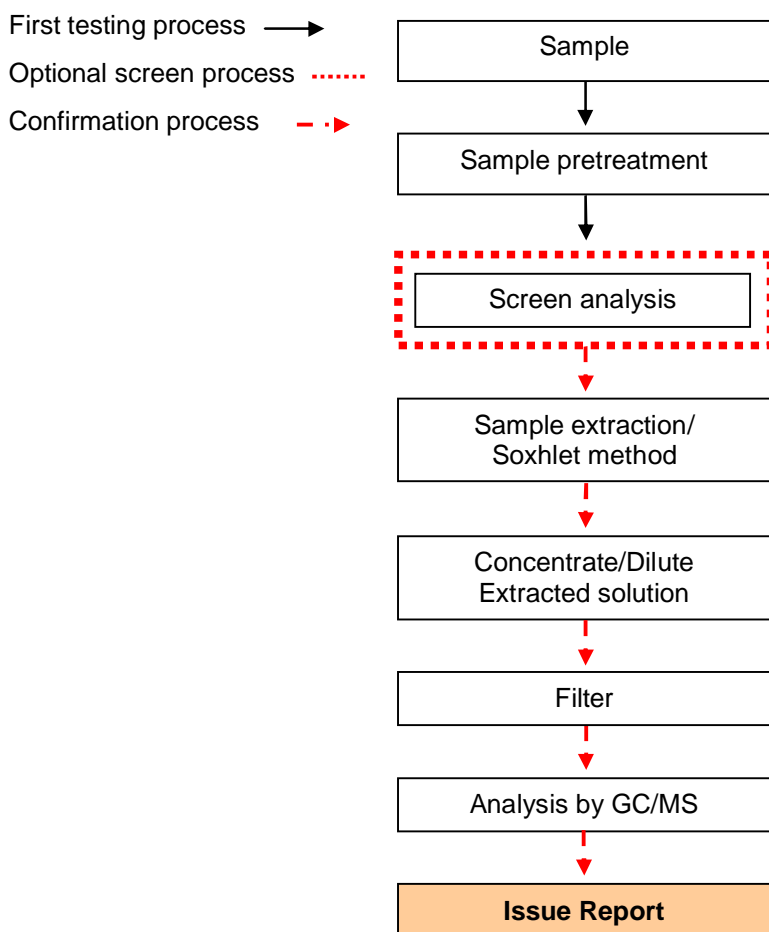 First testing process
Optional screen process
Confirmation process
Sample
Sample pretreatment
Screen analysis
Sample extraction/
Soxhlet method
Concentrate/Dilute
Extracted solution
Filter
Analysis by GC/MS
Issue Report